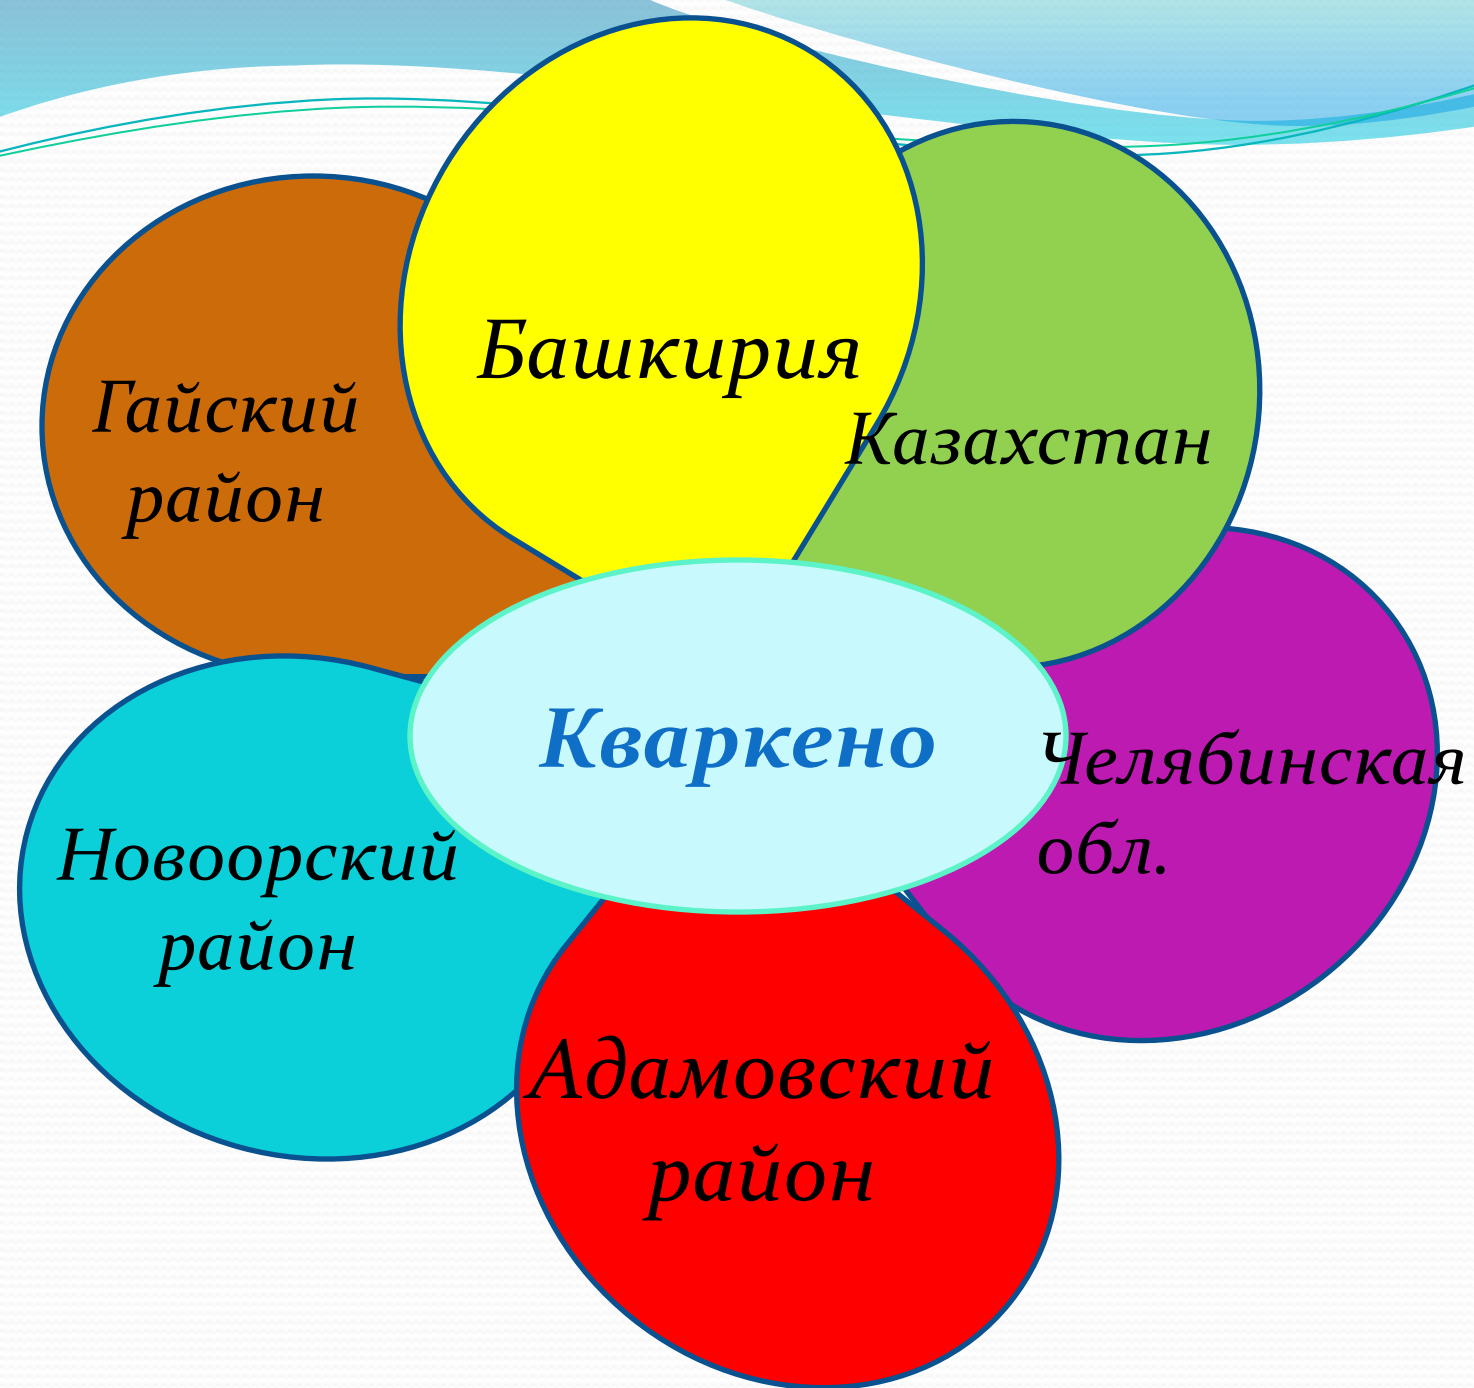 Башкирия
Гайский
район
Казахстан
Кваркено
Челябинская
обл.
Новоорский
район
Адамовский
район